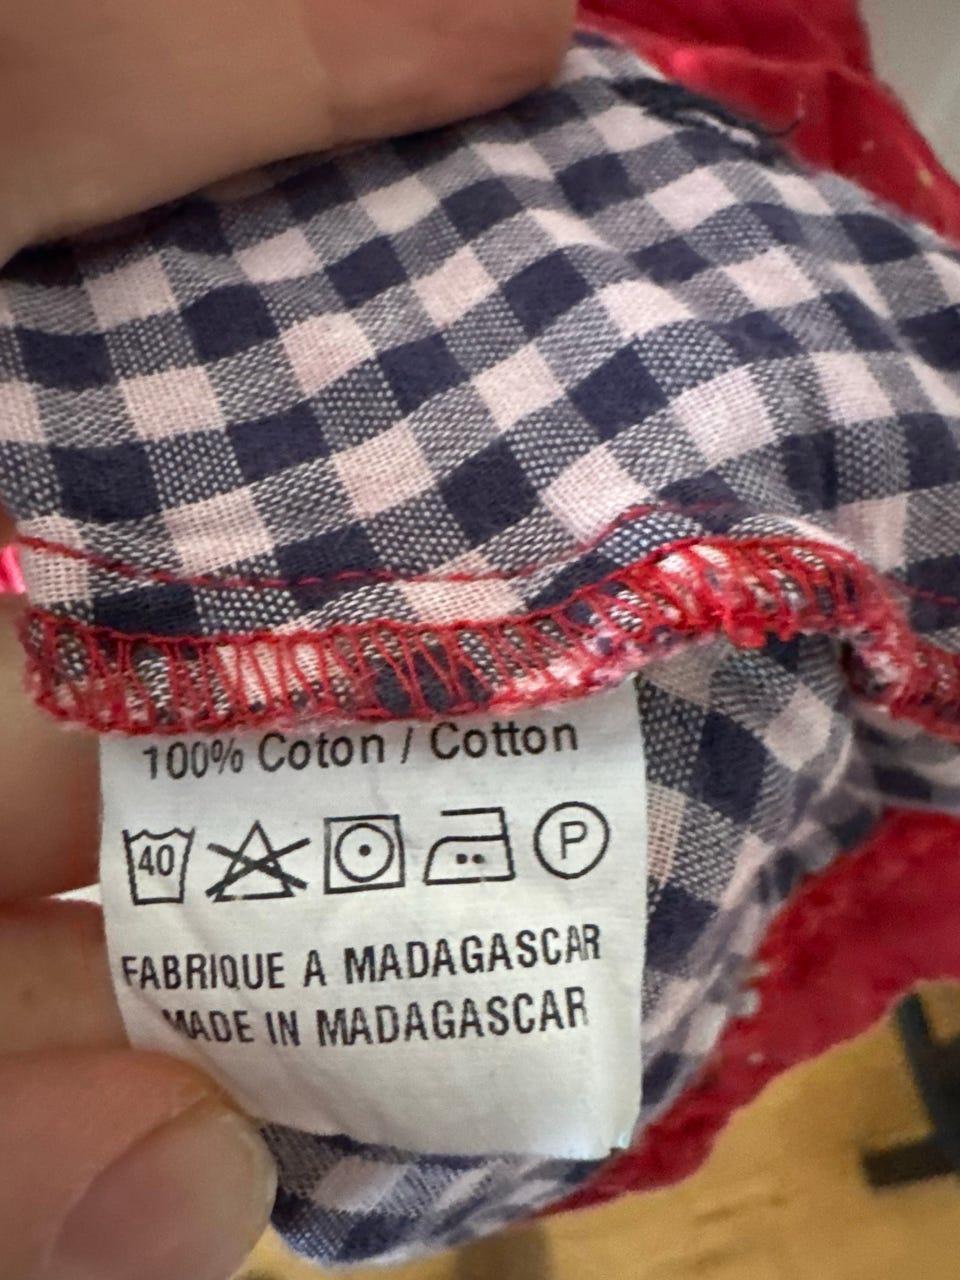 100% Coton / Cotton
40 P
FABRIQUE A MADAGASCAR
MADE IN MADAGASCAR